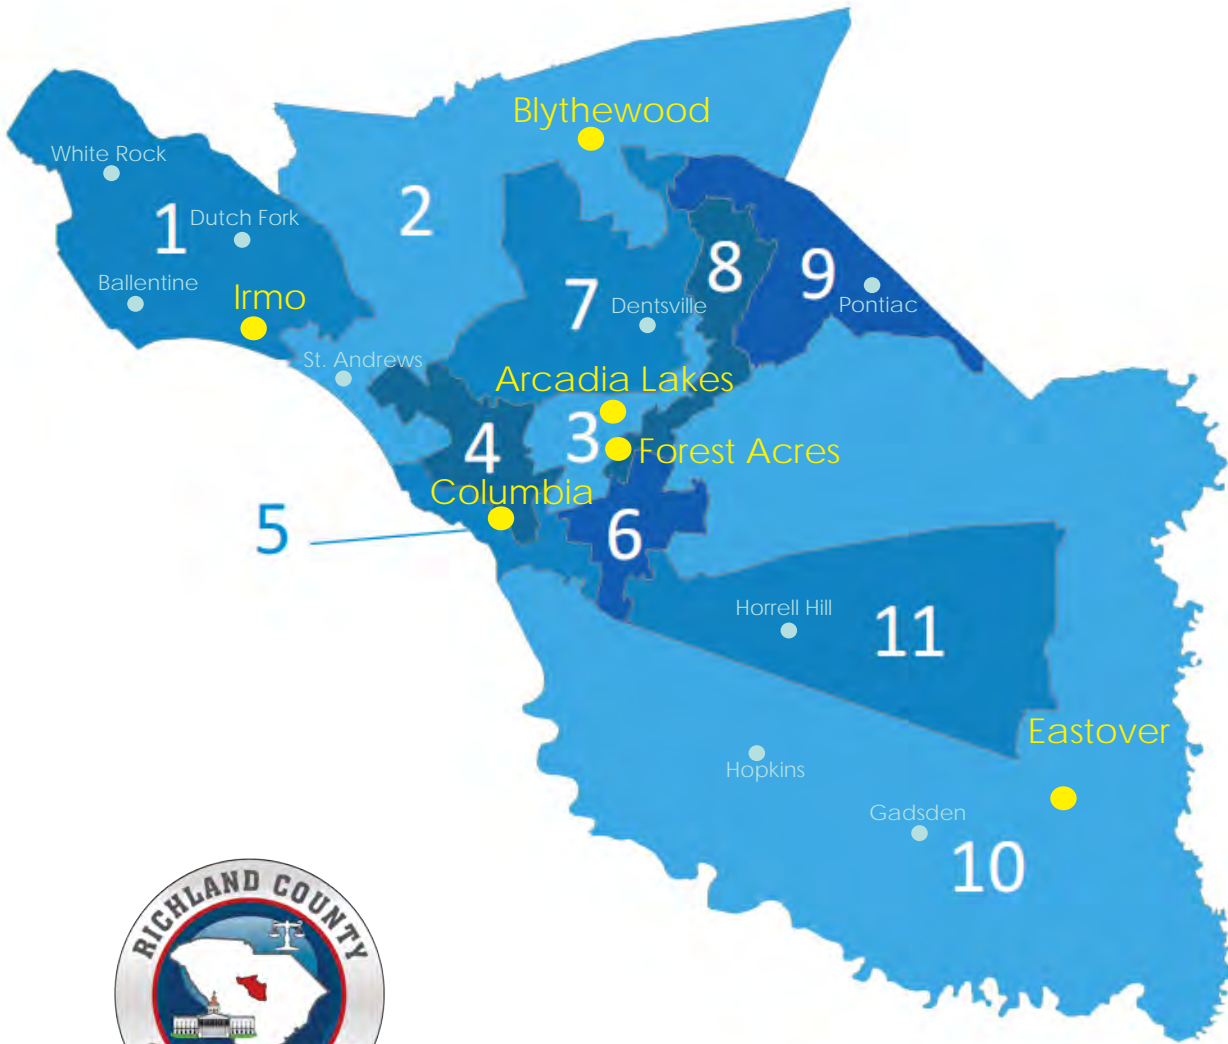 Blythewood
White Rock
2
1
Dutch Fork
8
9
Ballentine
Irmo
7
Dentsville
Pontiac
St. Andrews
Arcadia Lakes
3
4
Forest Acres
Columbia
5
6
Horrell Hill
11
Eastover
Hopkins
Gadsden
10
RICHLAND COUNTY